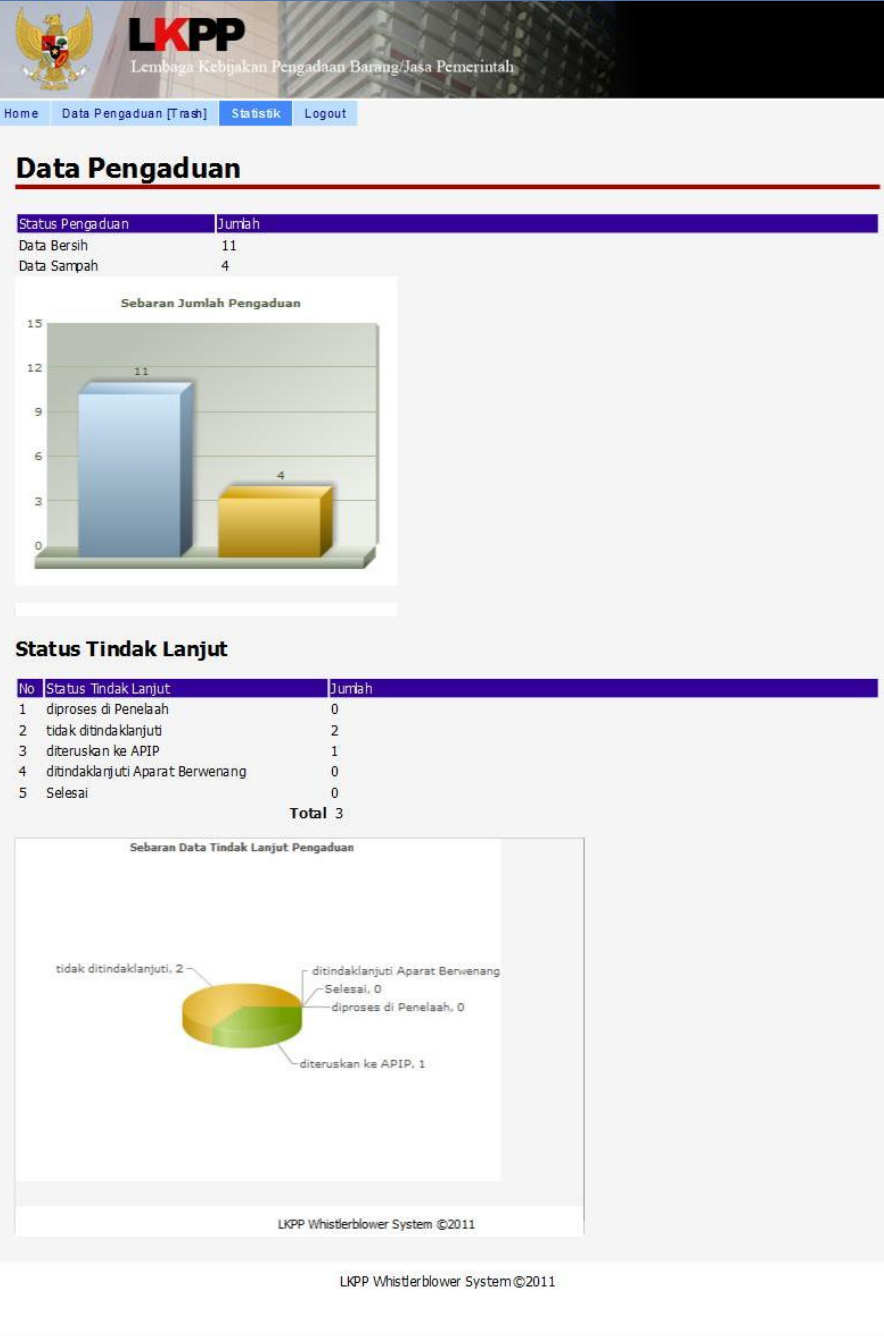 LKPP
Lembaga Kebijakan Pengadaan Barang/Jasa Pemerintah
Home Data Pengaduan [Trash] Statistik Logout
Data Pengaduan
Status Pengaduan Jumlah
Data Bersih 11
Data Sampah 4
Sebaran Jumlah Pengaduan
15
12
11
9
6
4
3
0
Status Tindak Lanjut
No Status Tindak Lanjut Jumlah
1 diproses di Penelaah 0
2 tidak ditindaklanjuti 2
3 diteruskan ke APIP 1
4 ditindaklanjuti Aparat Berwenang 0
5 Selesai 0
Total 3
Sebaran Data Tindak Lanjut Pengaduan
tidak ditindaklanjuti, 2
ditindaklanjuti Aparat Berwenang
Selesai, 0
diproses di Penelaah, 0
diteruskan ke APIP, 1
LKPP Whistlerblower System ©2011
LKPP Whistlerblower System ©2011